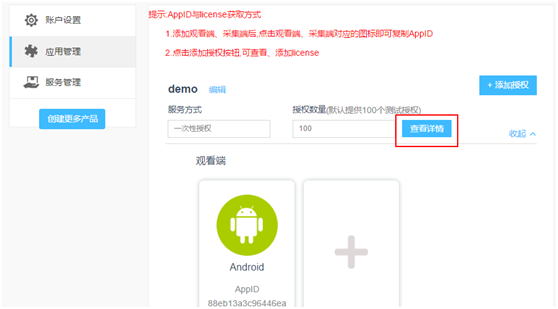 账户设置
应用管理
服务管理
创建更多产品
提示:AppID与license获取方式
1.添加观看端、采集端后,点击观看端、采集端对应的图标即可复制AppID
2.点击添加授权按钮,可查看、添加license
demo 编辑
+ 添加授权
服务方式
授权数量(默认提供100个测试授权)
一次性授权
100
查看详情
收起
观看端
Android
AppID
88eb13a3c96446ea